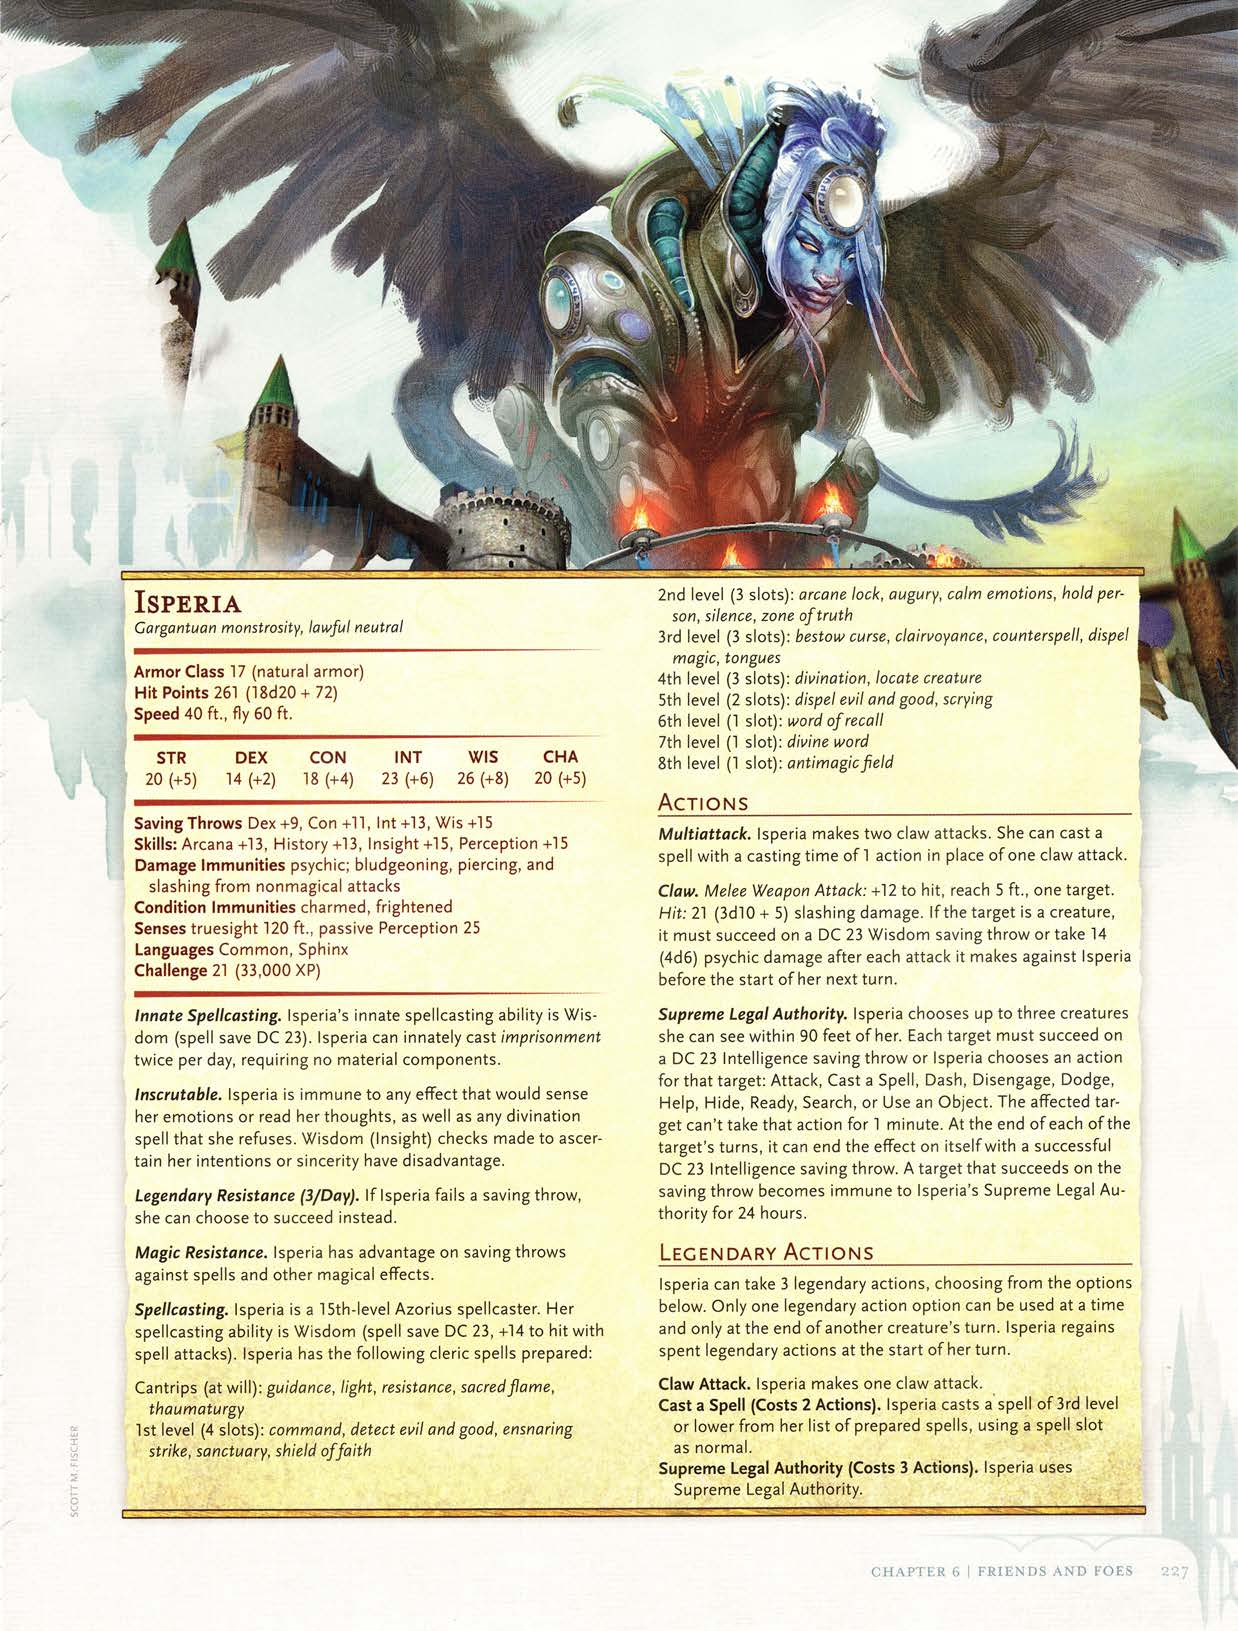 ISPERIA
Gargantuan monstrosity, lawful neutral
Armor Class 17 (natural armor)
Hit Points 261 (18d20 + 72)
Speed 40 ft., fly 60 ft.
STR DEX CON INT WIS CHA
20 (+5) 14 (+2) 18 (+4) 23 (+6) 26 (+8) 20 (+5)
Saving Throws Dex +9, Con +11, Int +13, Wis +15
Skills: Arcana +13, History +13, Insight +15, Perception +15
Damage Immunities psychic; bludgeoning, piercing, and
slashing from nonmagical attacks
Condition Immunities charmed, frightened
Senses truesight 120 ft., passive Perception 25
Languages Common, Sphinx
Challenge 21 (33,000 XP)
Innate Spellcasting. Isperia's innate spellcasting ability is Wis-
dom (spell save DC 23). Isperia can innately cast imprisonment
twice per day, requiring no material components.
Inscrutable. Isperia is immune to any effect that would sense
her emotions or read her thoughts, as well as any divination
spell that she refuses. Wisdom (Insight) checks made to ascer-
tain her intentions or sincerity have disadvantage.
Legendary Resistance (3/Day). If Isperia fails a saving throw,
she can choose to succeed instead.
Magic Resistance. Isperia has advantage on saving throws
against spells and other magical effects.
Spellcasting. Isperia is a 15th-level Azorius spellcaster. Her
spellcasting ability is Wisdom (spell save DC 23, +14 to hit with
spell attacks). Isperia has the following cleric spells prepared:
Cantrips (at will): guidance, light, resistance, sacred flame,
thaumaturgy
1st level (4 slots): command, detect evil and good, ensnaring
strike, sanctuary, shield of faith
2nd level (3 slots): arcane lock, augury, calm emotions, hold per-
son, silence, zone of truth
3rd level (3 slots): bestow curse, clairvoyance, counterspell, dispel
magic, tongues
4th level (3 slots): divination, locate creature
5th level (2 slots): dispel evil and good, scrying
6th level (1 slot): word of recall
7th level (1 slot): divine word
8th level (1 slot): antimagic field
ACTIONS
Multiattack. Isperia makes two claw attacks. She can cast a
spell with a casting time of 1 action in place of one claw attack.
Claw. Melee Weapon Attack: +12 to hit, reach 5 ft., one target.
Hit: 21 (3d10 + 5) slashing damage. If the target is a creature,
it must succeed on a DC 23 Wisdom saving throw or take 14
(4d6) psychic damage after each attack it makes against Isperia
before the start of her next turn.
Supreme Legal Authority. Isperia chooses up to three creatures
she can see within 90 feet of her. Each target must succeed on
a DC 23 Intelligence saving throw or Isperia chooses an action
for that target: Attack, Cast a Spell, Dash, Disengage, Dodge,
Help, Hide, Ready, Search, or Use an Object. The affected tar-
get can't take that action for 1 minute. At the end of each of the
target's turns, it can end the effect on itself with a successful
DC 23 Intelligence saving throw. A target that succeeds on the
saving throw becomes immune to Isperia's Supreme Legal Au-
thority for 24 hours.
LEGENDARY ACTIONS
Isperia can take 3 legendary actions, choosing from the options
below. Only one legendary action option can be used at a time
and only at the end of another creature's turn. Isperia regains
spent legendary actions at the start of her turn.
Claw Attack. Isperia makes one claw attack.
Cast a Spell (Costs 2 Actions). Isperia casts a spell of 3rd level
or lower from her list of prepared spells, using a spell slot
as normal.
Supreme Legal Authority (Costs 3 Actions). Isperia uses
Supreme Legal Authority.
SCOTT M. FISCHER
CHAPTER 6 | FRIENDS AND FOES 227